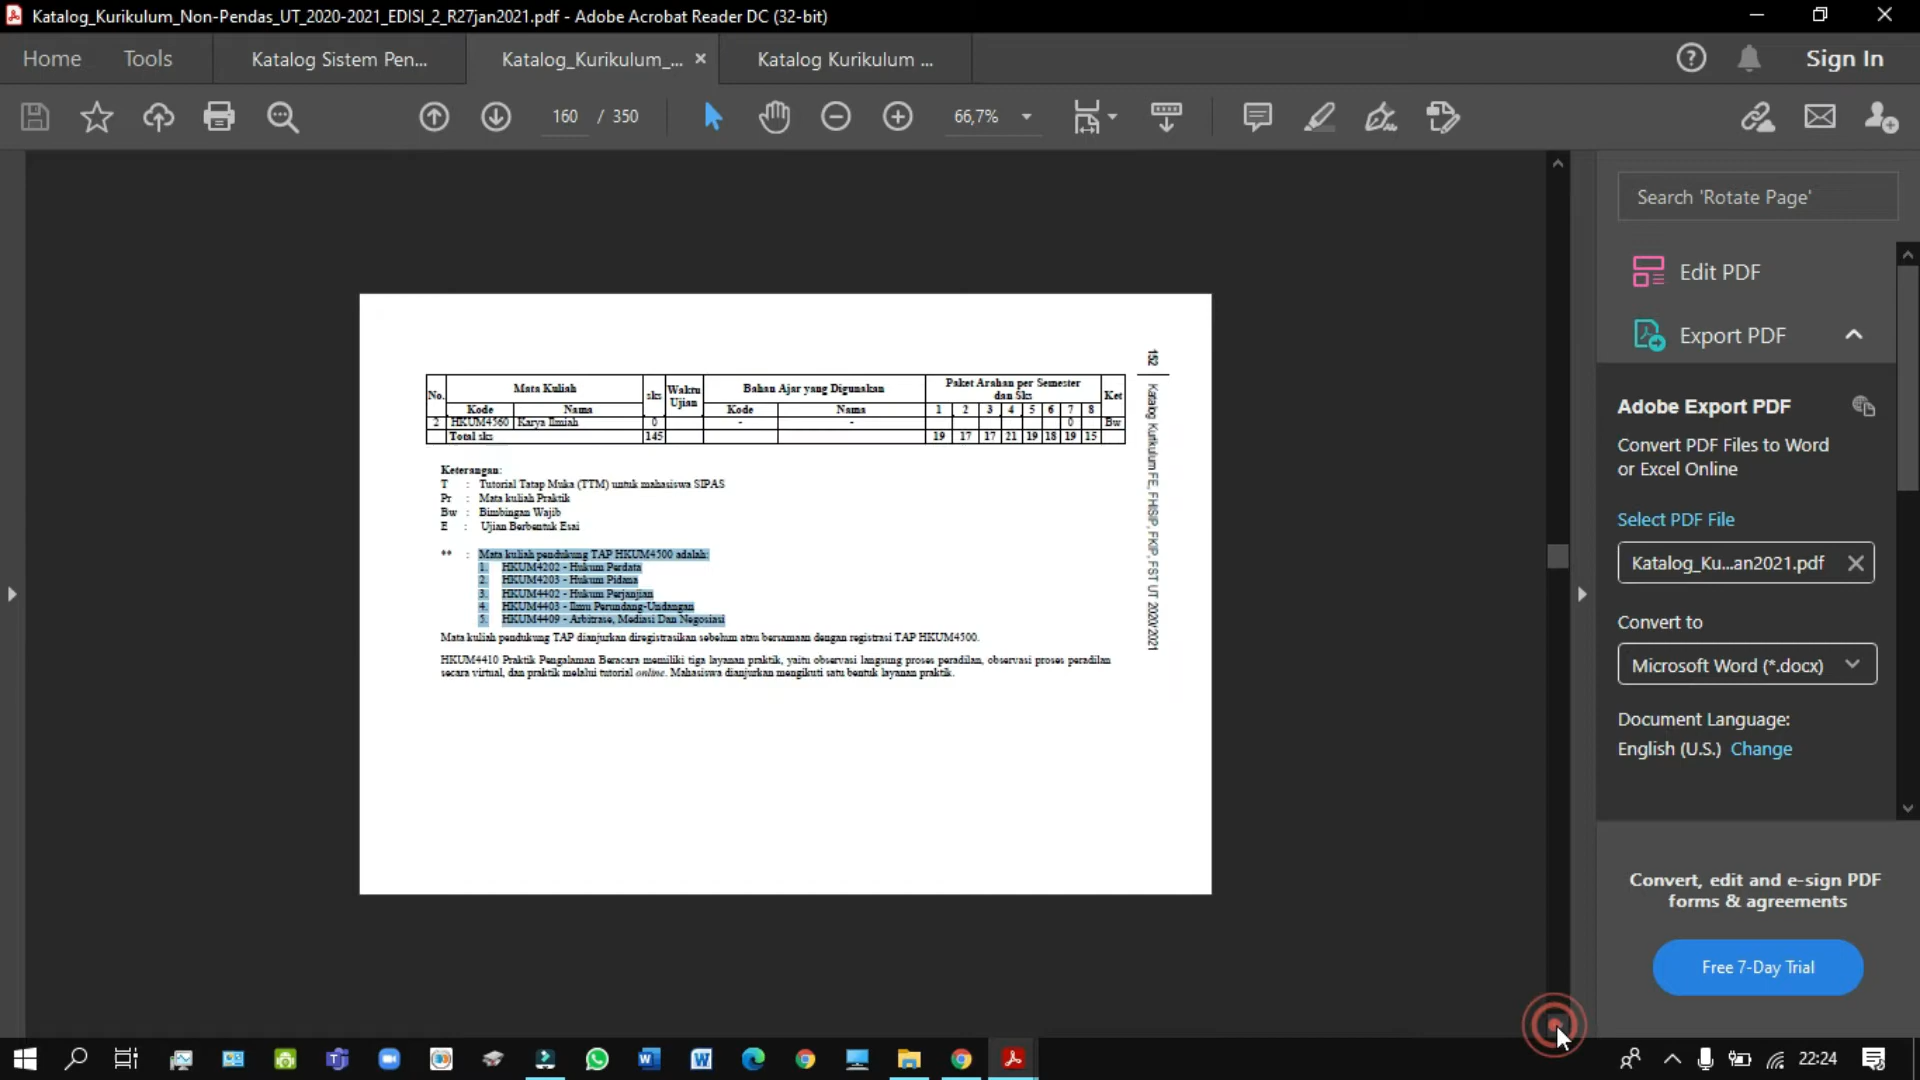 Katalog_Kurikulum_Non-Pendas_UT_2020-2021_EDISI_2_R27jan2021.pdf - Adobe Acrobat Reader DC (32-bit)
Home Tools Katalog Sistem Pen... Katalog_Kurikulum_... Katalog Kurikulum ... Sign In
160 / 350 66,7%
Search 'Rotate Page'
Edit PDF
Export PDF
Adobe Export PDF
Convert PDF Files to Word
or Excel Online
Select PDF File
Katalog_Ku...an2021.pdf
Convert to
Microsoft Word (*.docx)
Document Language:
English (U.S.) Change
Convert, edit and e-sign PDF
forms & agreements
Free 7-Day Trial
152 Katalog Kurikulum FE, FHISIP, FKIP, FST UT 2020/2021
No. Mata Kuliah sks Waktu Ujian Bahan Ajar yang Digunakan Paket Arahan per Semester dan Sks Ket
Kode Nama Kode Nama 1 2 3 4 5 6 7 8
2 HKUM4560 Karya Ilmiah 0 - - 0 Bw
Total sks 145 19 17 17 21 19 18 19 15
Keterangan:
T : Tutorial Tatap Muka (TTM) untuk mahasiswa SIPAS
Pr : Mata kuliah Praktik
Bw : Bimbingan Wajib
E : Ujian Berbentuk Esai
** : Mata kuliah pendukung TAP HKUM4500 adalah:
1. HKUM4202 - Hukum Perdata
2. HKUM4203 - Hukum Pidana
3. HKUM4402 - Hukum Perjanjian
4. HKUM4403 - Ilmu Perundang-Undangan
5. HKUM4409 - Arbitrase, Mediasi Dan Negosiasi
Mata kuliah pendukung TAP dianjurkan diregistrasikan sebelum atau bersamaan dengan registrasi TAP HKUM4500.
HKUM4410 Praktik Pengalaman Beracara memiliki tiga layanan praktik, yaitu observasi langsung proses peradilan, observasi proses peradilan
secara virtual, dan praktik melalui tutorial online. Mahasiswa dianjurkan mengikuti satu bentuk layanan praktik.
22:24